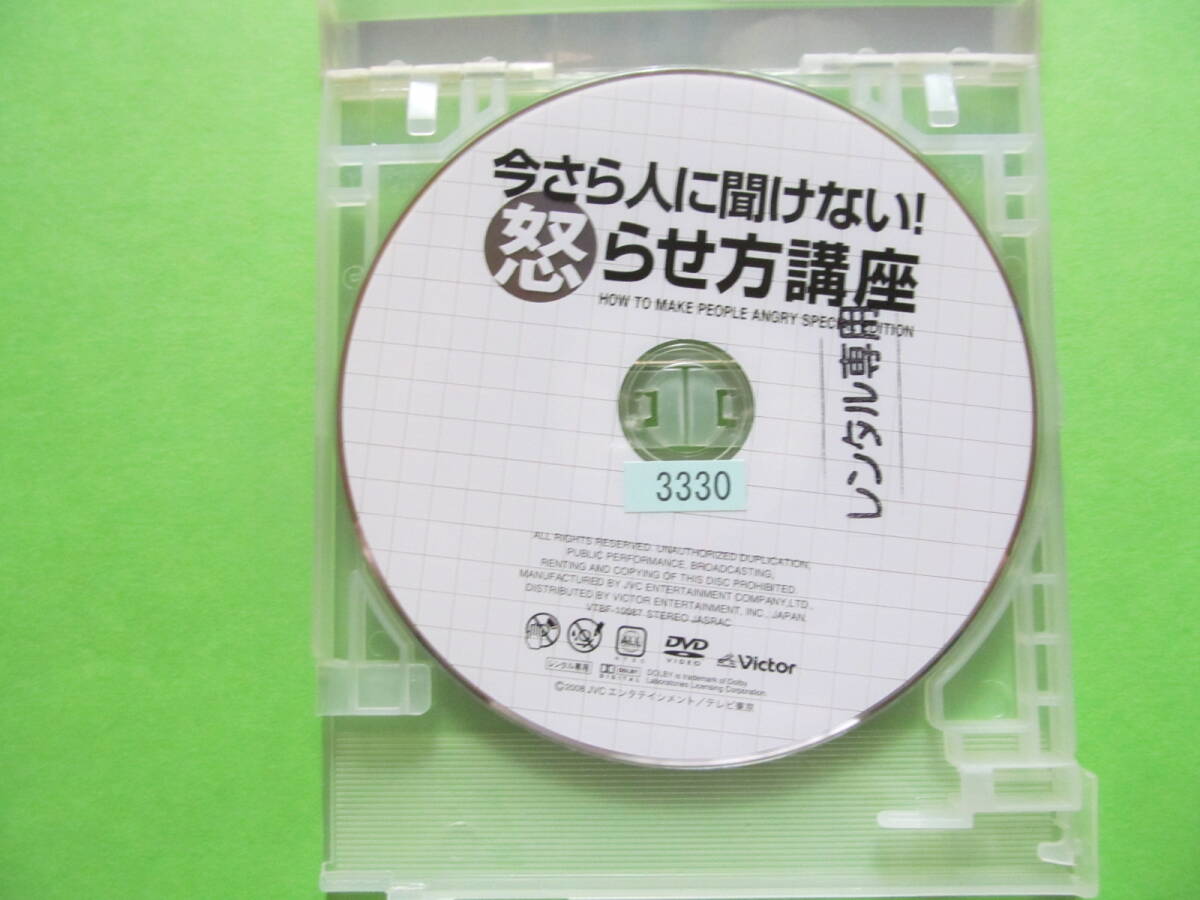 今さら人に聞けない!
怒らせ方講座
HOW TO MAKE PEOPLE ANGRY SPECIAL EDITION
レンタル専用
3330
ALL RIGHTS RESERVED. UNAUTHORIZED DUPLICATION,
PUBLIC PERFORMANCE, BROADCASTING,
RENTING AND COPYING OF THIS DISC PROHIBITED.
MANUFACTURED BY JVC ENTERTAINMENT COMPANY, LTD.,
DISTRIBUTED BY VICTOR ENTERTAINMENT, INC., JAPAN.
VTBF-10087 STEREO JASRAC
ALL
DVD
VIDEO
Victor
レンタル専用
DOLBY
DIGITAL
DOLBY is trademark of Dolby
Laboratories Licensing Corporation
©2008 JVC エンタテインメント/テレビ東京